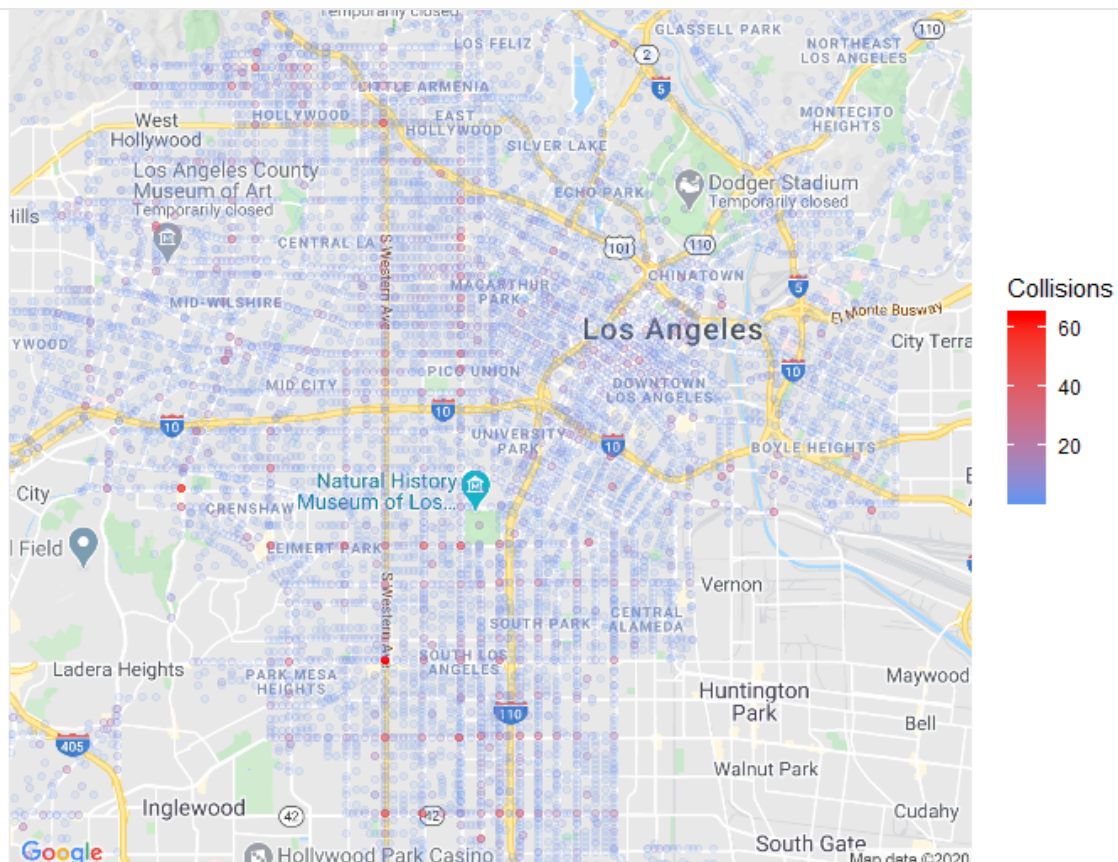 Temporarily closed
GLASSELL PARK
110
LOS FELIZ
NORTHEAST
LOS ANGELES
2
5
LITTLE ARMENIA
West
Hollywood
HOLLYWOOD
EAST
HOLLYWOOD
MONTECITO
HEIGHTS
SILVER LAKE
Los Angeles County
Museum of Art
Temporarily closed
ECHO PARK
Dodger Stadium
Temporarily closed
Hills
CENTRAL LA
S Western Ave
101
110
CHINATOWN
MACARTHUR
PARK
MID-WILSHIRE
5
El Monte Busway
Los Angeles
City Terra
YWOOD
MID CITY
PICO UNION
10
DOWNTOWN
LOS ANGELES
10
10
UNIVERSITY
PARK
10
BOYLE HEIGHTS
City
Natural History
Museum of Los...
CRENSHAW
l Field
LEIMERT PARK
S Western Ave
Vernon
SOUTH PARK
CENTRAL
ALAMEDA
Ladera Heights
PARK MESA
HEIGHTS
SOUTH LOS
ANGELES
Maywood
Huntington
Park
110
Bell
405
Walnut Park
Inglewood
42
42
Cudahy
South Gate
Google
Hollywood Park Casino
Map data ©2020
Collisions
60
40
20